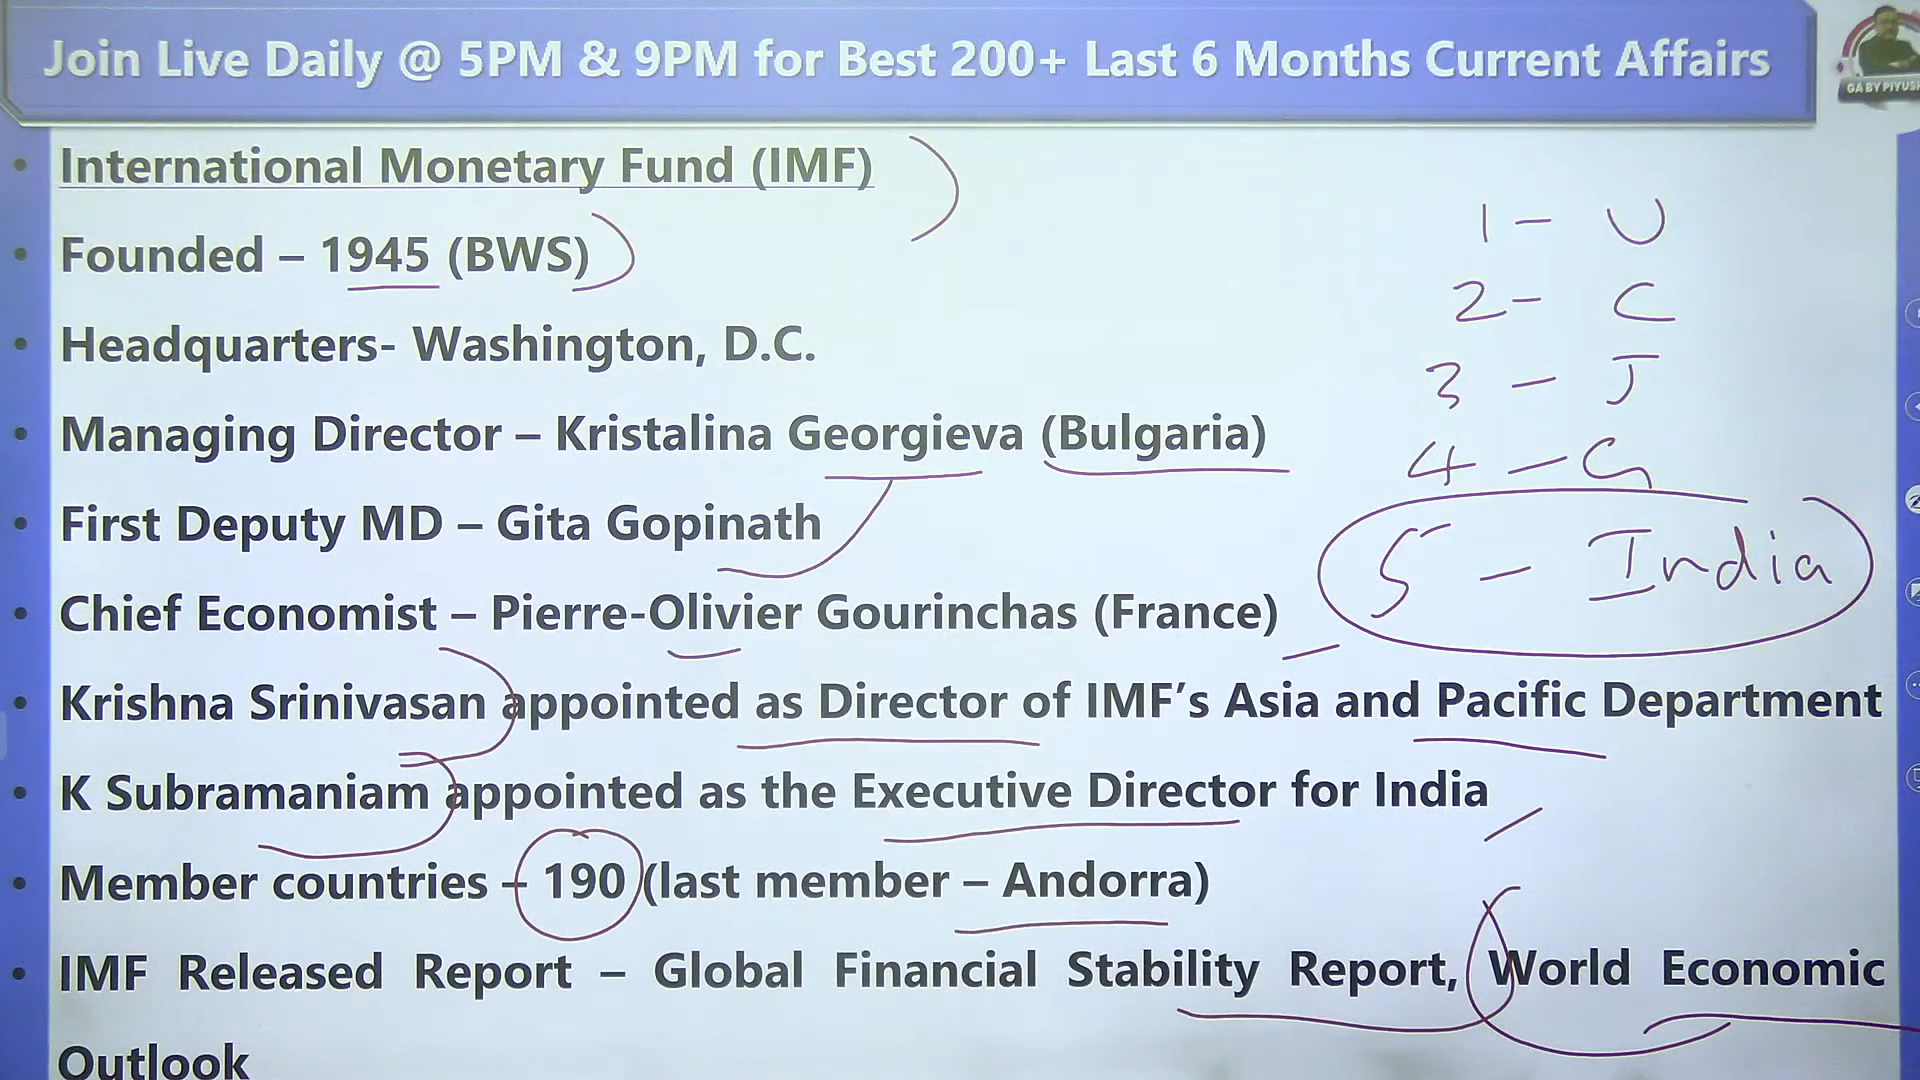 Join Live Daily @ 5PM & 9PM for Best 200+ Last 6 Months Current Affairs
GA BY PIYUSH
• International Monetary Fund (IMF)
• Founded – 1945 (BWS)
• Headquarters- Washington, D.C.
• Managing Director – Kristalina Georgieva (Bulgaria)
• First Deputy MD – Gita Gopinath
• Chief Economist – Pierre-Olivier Gourinchas (France)
• Krishna Srinivasan appointed as Director of IMF’s Asia and Pacific Department
• K Subramaniam appointed as the Executive Director for India
• Member countries – 190 (last member – Andorra)
• IMF Released Report – Global Financial Stability Report, World Economic
Outlook
1 – U
2 – C
3 – J
4 – G
5 – India